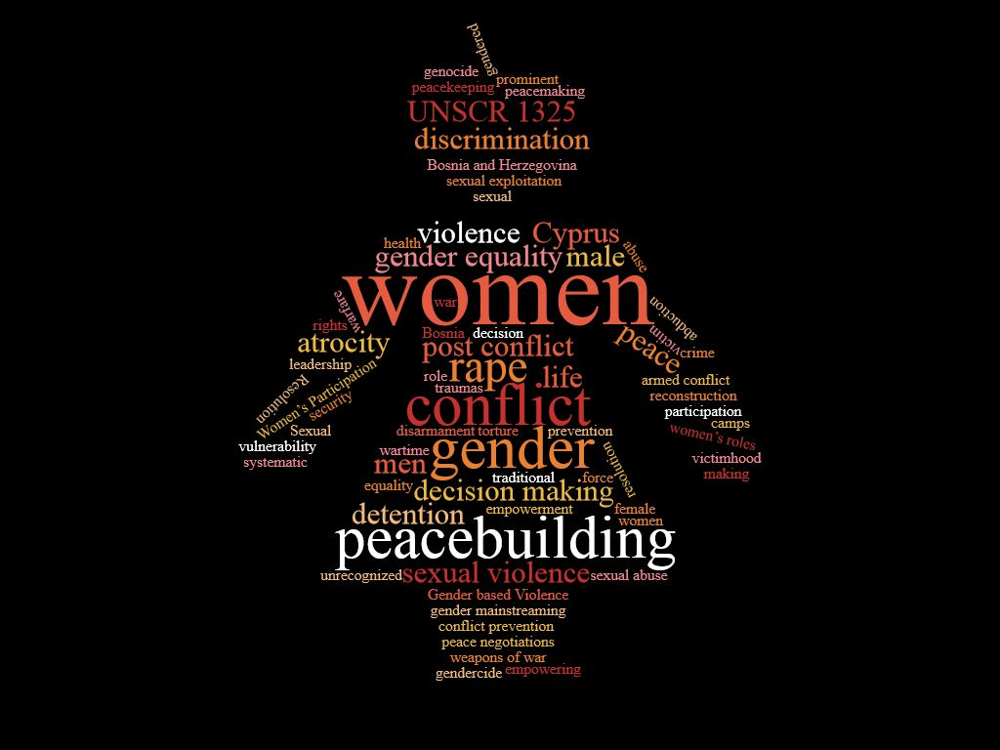 gendered
genocide
prominent
peacekeeping
peacemaking
UNSCR 1325
discrimination
Bosnia and Herzegovina
sexual exploitation
sexual
violence
Cyprus
health
gender equality
male
abuse
women
war
warfare
abduction
rights
Bosnia
decision
victim
peace
atrocity
post conflict
crime
leadership
rape
life
role
traumas
armed conflict
Resolution
Women's Participation
security
conflict
reconstruction
participation
camps
Sexual
disarmament
torture
prevention
women's roles
vulnerability
wartime
gender
victimhood
systematic
men
resolution
making
traditional
force
equality
decision making
detention
empowerment
female
women
peacebuilding
unrecognized
sexual violence
sexual abuse
Gender based Violence
gender mainstreaming
conflict prevention
peace negotiations
weapons of war
gendercide
empowering